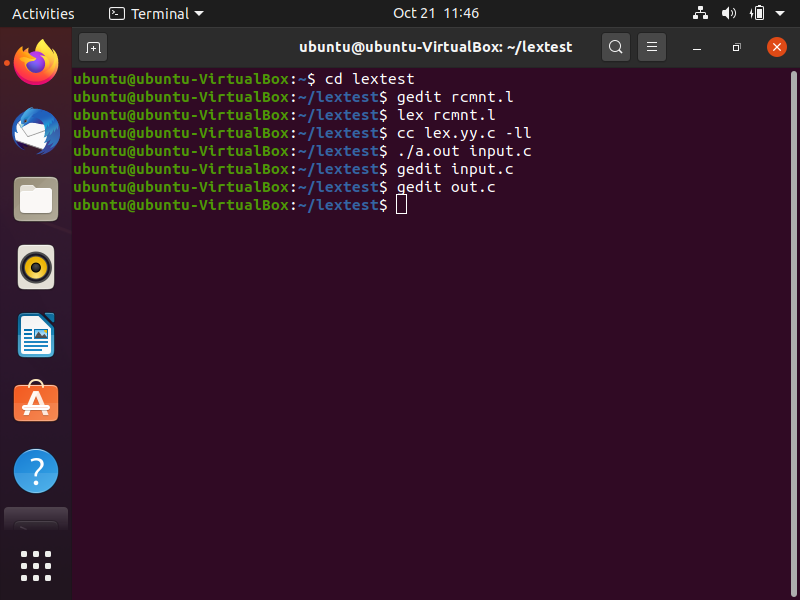 Activities Terminal Oct 21 11:46
ubuntu@ubuntu-VirtualBox: ~/lextest
ubuntu@ubuntu-VirtualBox:~$ cd lextest
ubuntu@ubuntu-VirtualBox:~/lextest$ gedit rcmnt.l
ubuntu@ubuntu-VirtualBox:~/lextest$ lex rcmnt.l
ubuntu@ubuntu-VirtualBox:~/lextest$ cc lex.yy.c -ll
ubuntu@ubuntu-VirtualBox:~/lextest$ ./a.out input.c
ubuntu@ubuntu-VirtualBox:~/lextest$ gedit input.c
ubuntu@ubuntu-VirtualBox:~/lextest$ gedit out.c
ubuntu@ubuntu-VirtualBox:~/lextest$